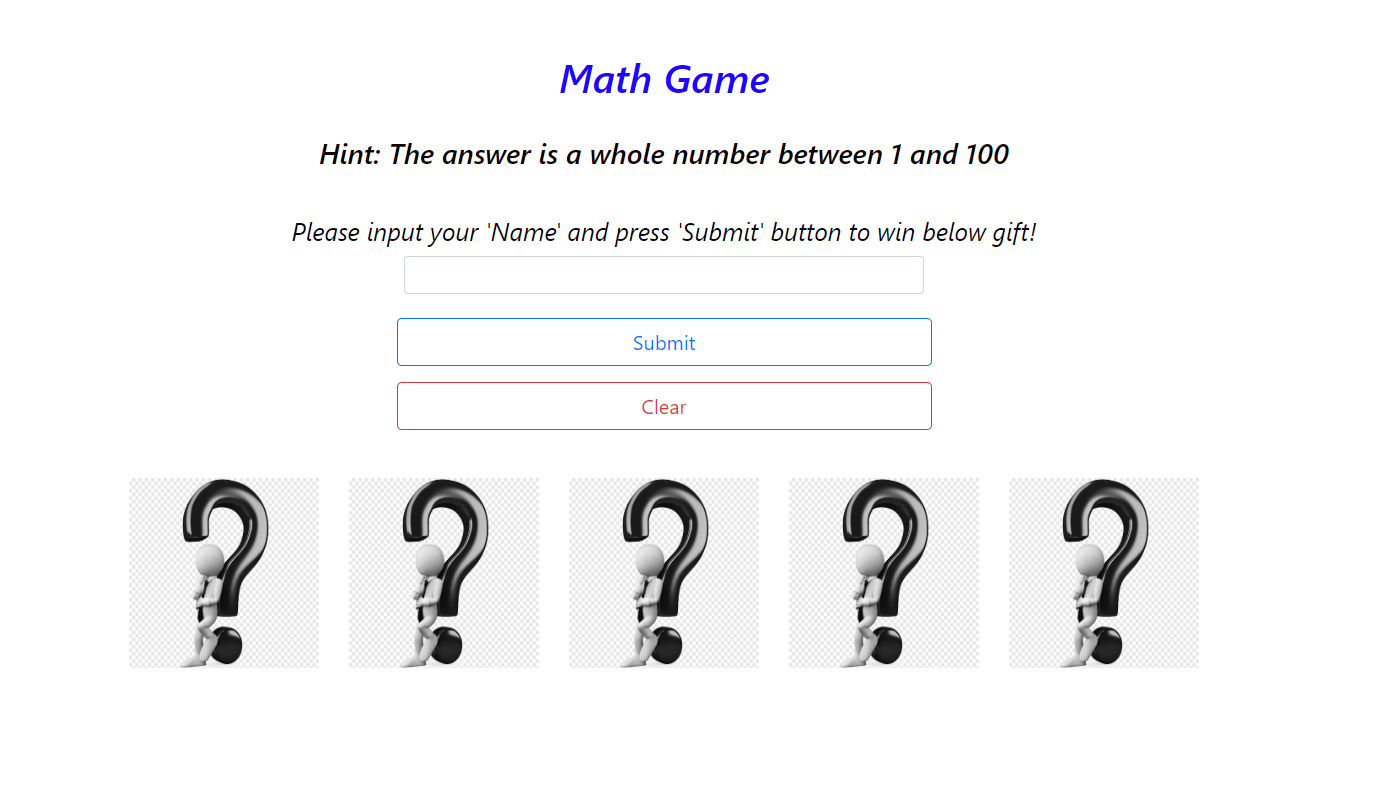 Math Game
Hint: The answer is a whole number between 1 and 100
Please input your 'Name' and press 'Submit' button to win below gift!
Submit
Clear